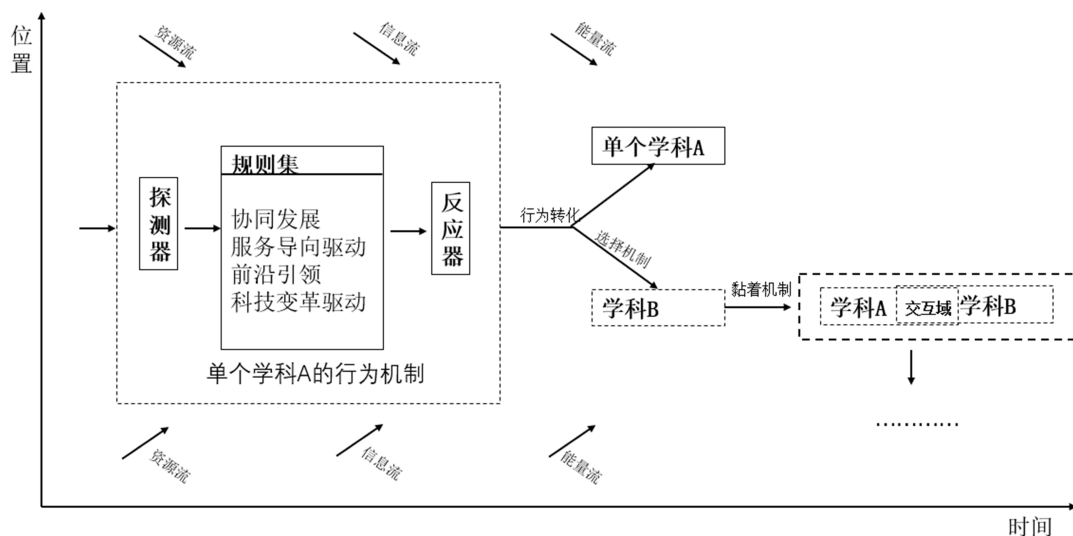 位置
资源流
信息流
能量流
探测器
规则集
协同发展
服务导向驱动
前沿引领
科技变革驱动
反应器
单个学科A的行为机制
行为转化
单个学科A
选择机制
学科B
黏着机制
学科A
交互域
学科B
…………
资源流
信息流
能量流
时间